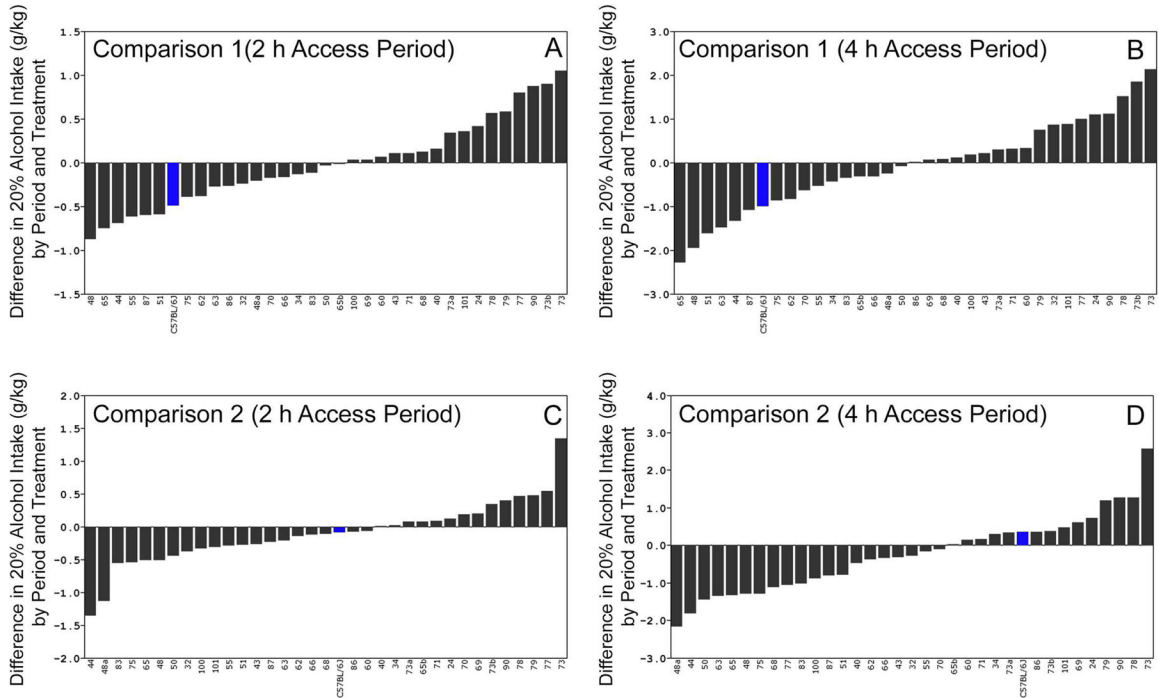 Difference in 20% Alcohol Intake (g/kg)
by Period and Treatment
Comparison 1(2 h Access Period)
A
1.5
1.0
0.5
0.0
-0.5
-1.0
-1.5
48 65 44 55 87 51 C57BL/6J 75 62 63 86 32 48a 70 66 34 83 50 65b 100 69 60 43 71 68 40 73a 101 24 78 79 77 90 73b 73
Difference in 20% Alcohol Intake (g/kg)
by Period and Treatment
Comparison 1 (4 h Access Period)
B
3.0
2.0
1.0
0.0
-1.0
-2.0
-3.0
65 48 51 63 44 87 C57BL/6J 75 62 70 55 34 83 65b 66 48a 50 86 69 68 40 100 43 73a 71 60 79 32 101 77 24 90 78 73b 73
Difference in 20% Alcohol Intake (g/kg)
by Period and Treatment
Comparison 2 (2 h Access Period)
C
2.0
1.5
1.0
0.5
0.0
-0.5
-1.0
-1.5
-2.0
44 48a 83 75 65 48 50 32 100 101 55 51 43 87 63 62 66 68 C57BL/6J 86 60 40 34 73a 65b 71 24 70 69 73b 90 78 79 77 73
Difference in 20% Alcohol Intake (g/kg)
by Period and Treatment
Comparison 2 (4 h Access Period)
D
4.0
3.0
2.0
1.0
0.0
-1.0
-2.0
-3.0
48a 44 50 63 65 48 75 68 77 83 100 87 51 40 62 66 43 32 55 70 65b 60 71 34 73a C57BL/6J 86 73b 101 69 24 79 90 78 73